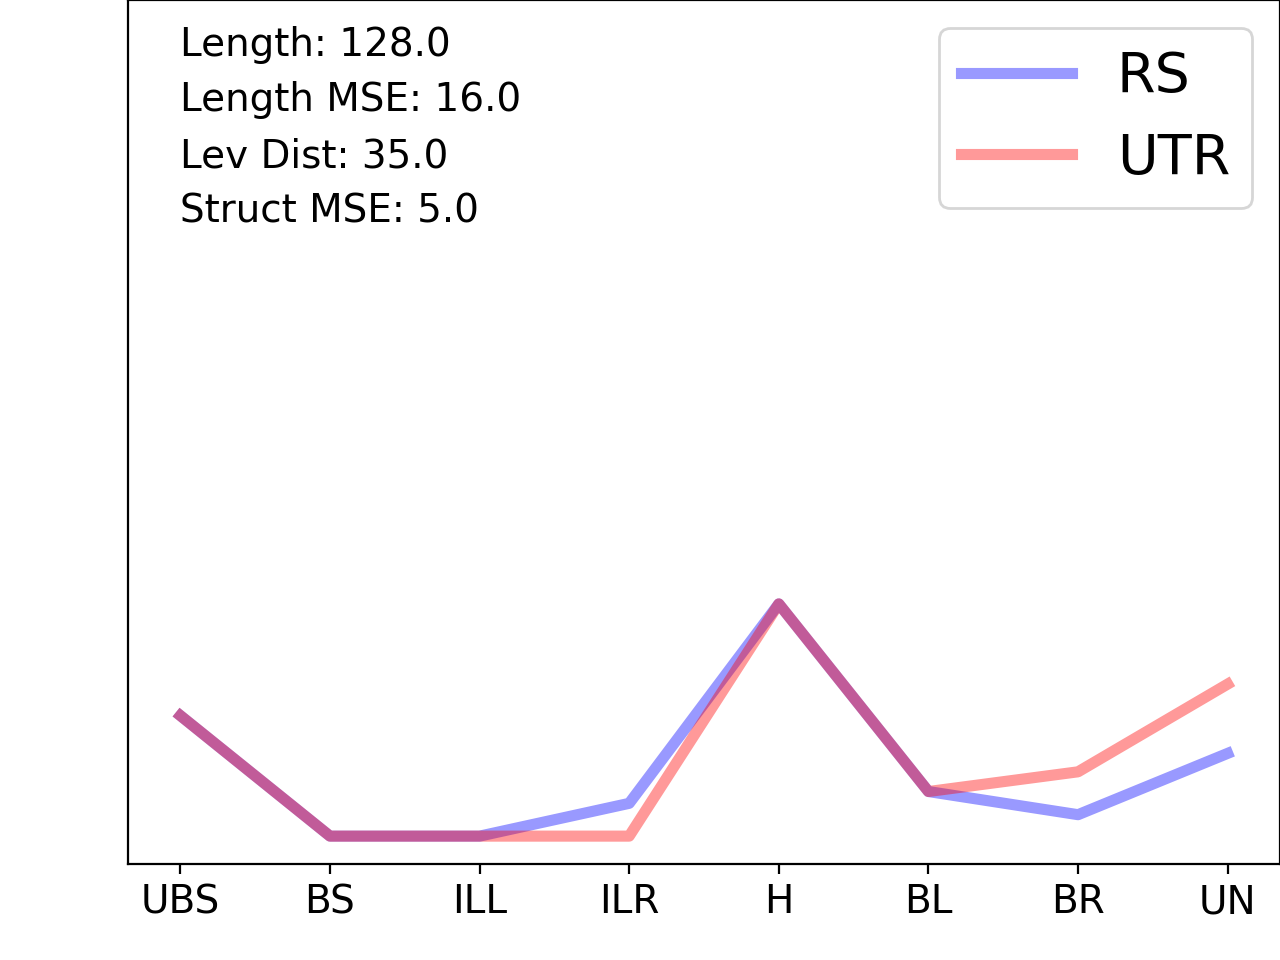 Length: 128.0
Length MSE: 16.0
Lev Dist: 35.0
Struct MSE: 5.0
RS
UTR
UBS BS ILL ILR H BL BR UN